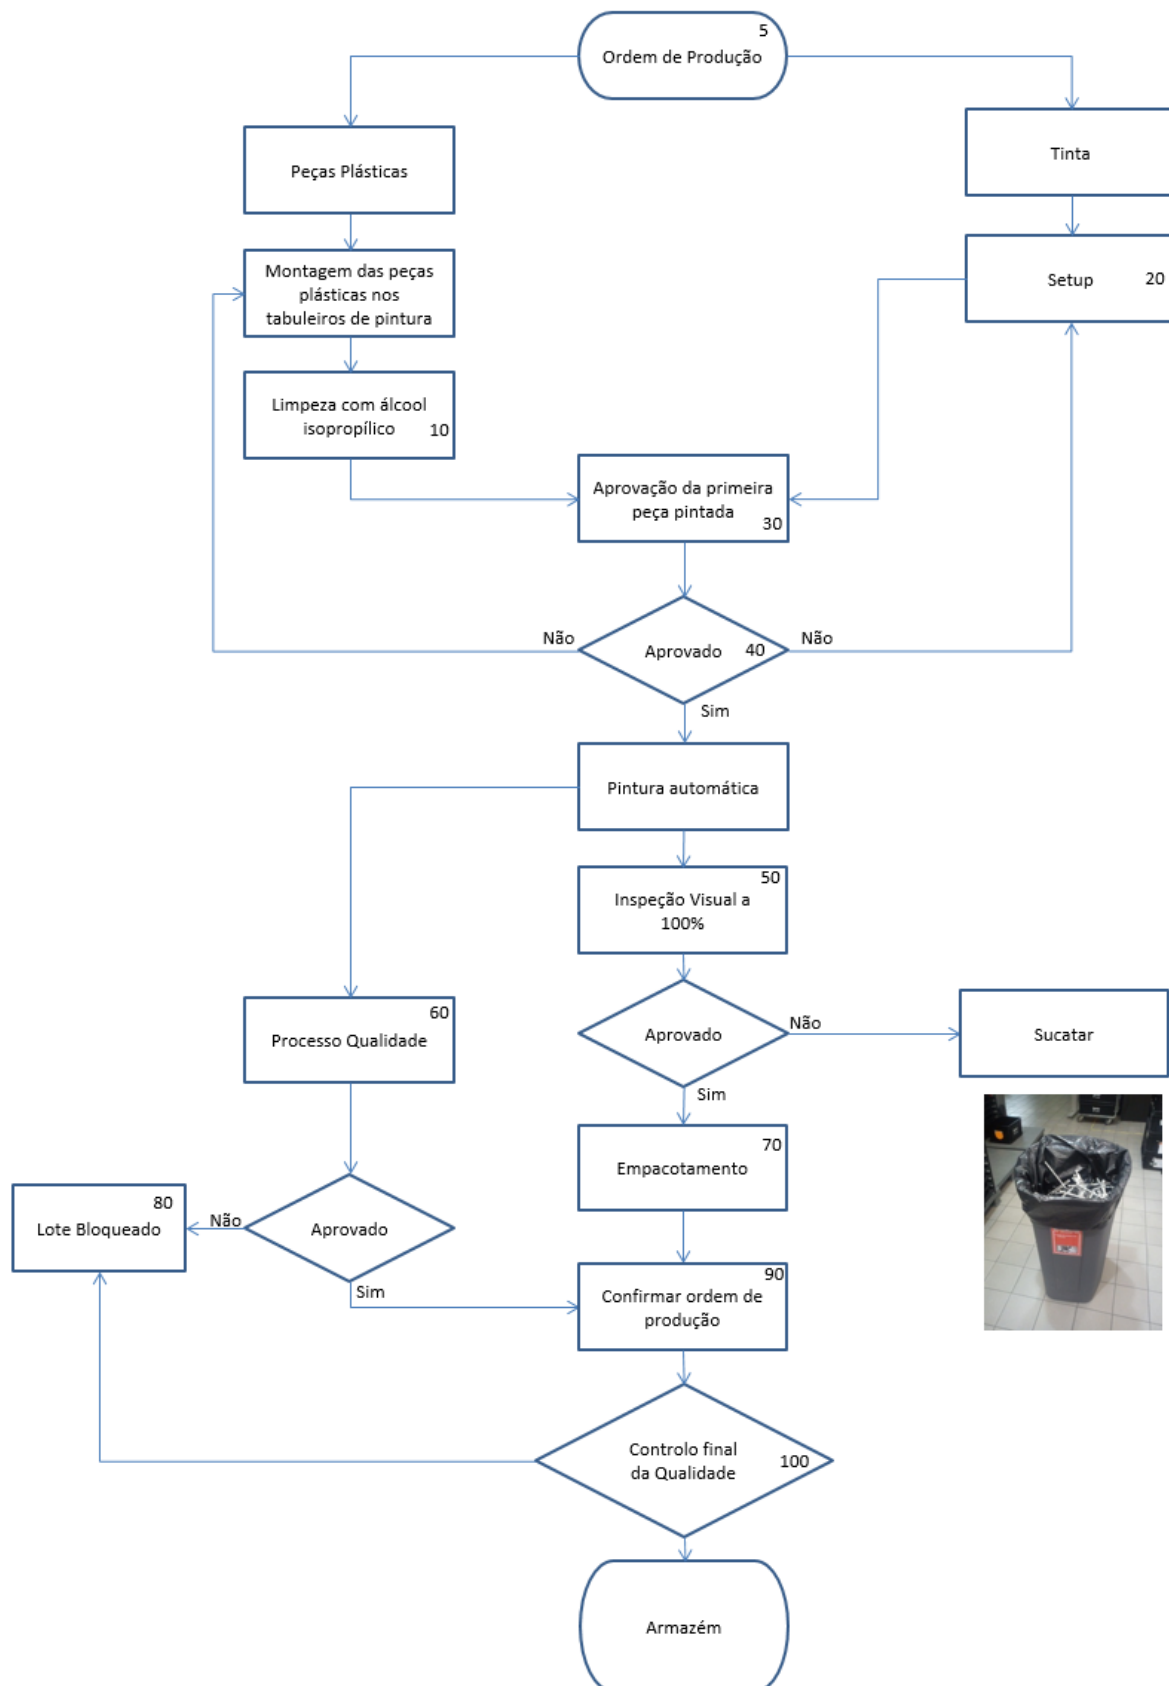 5
Ordem de Produção
Peças Plásticas
Tinta
Montagem das peças
plásticas nos
tabuleiros de pintura
Setup
20
Limpeza com álcool
isopropílico
10
Aprovação da primeira
peça pintada
30
Não
Aprovado
40
Não
Sim
Pintura automática
50
Inspeção Visual a
100%
60
Processo Qualidade
Aprovado
Não
Sucatar
Sim
70
Empacotamento
80
Lote Bloqueado
Não
Aprovado
Sim
90
Confirmar ordem de
produção
Controlo final
da Qualidade
100
Armazém